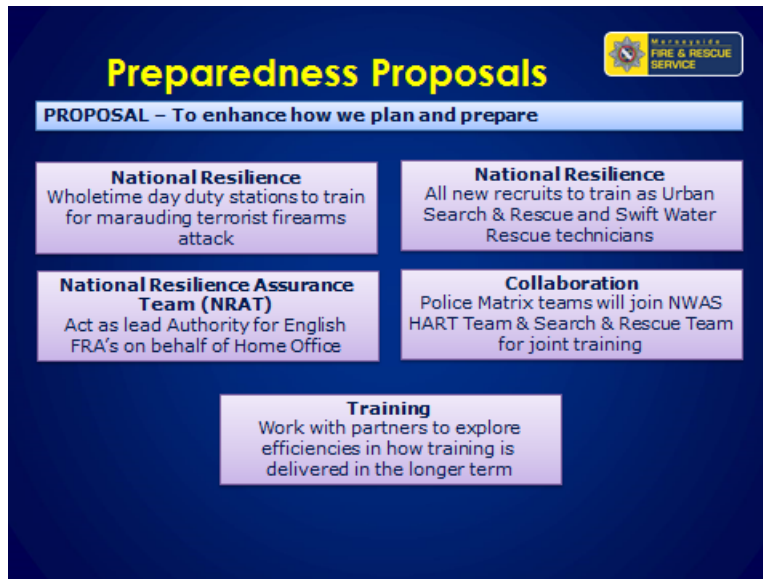 Merseyside
FIRE & RESCUE
SERVICE
Preparedness Proposals
PROPOSAL – To enhance how we plan and prepare
National Resilience
Wholetime day duty stations to train
for marauding terrorist firearms
attack
National Resilience
All new recruits to train as Urban
Search & Rescue and Swift Water
Rescue technicians
National Resilience Assurance
Team (NRAT)
Act as lead Authority for English
FRA's on behalf of Home Office
Collaboration
Police Matrix teams will join NWAS
HART Team & Search & Rescue Team
for joint training
Training
Work with partners to explore
efficiencies in how training is
delivered in the longer term